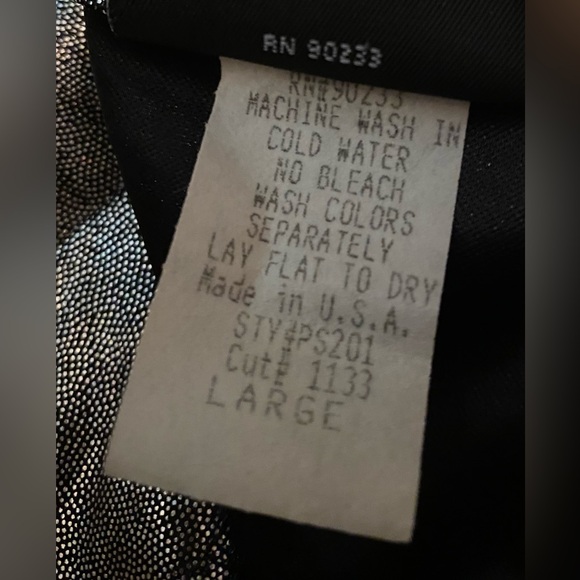 RN 90233
RN#90233
MACHINE WASH IN
COLD WATER
NO BLEACH
WASH COLORS
SEPARATELY
LAY FLAT TO DRY
Made in U.S.A.
STY#PS201
Cut# 1133
LARGE